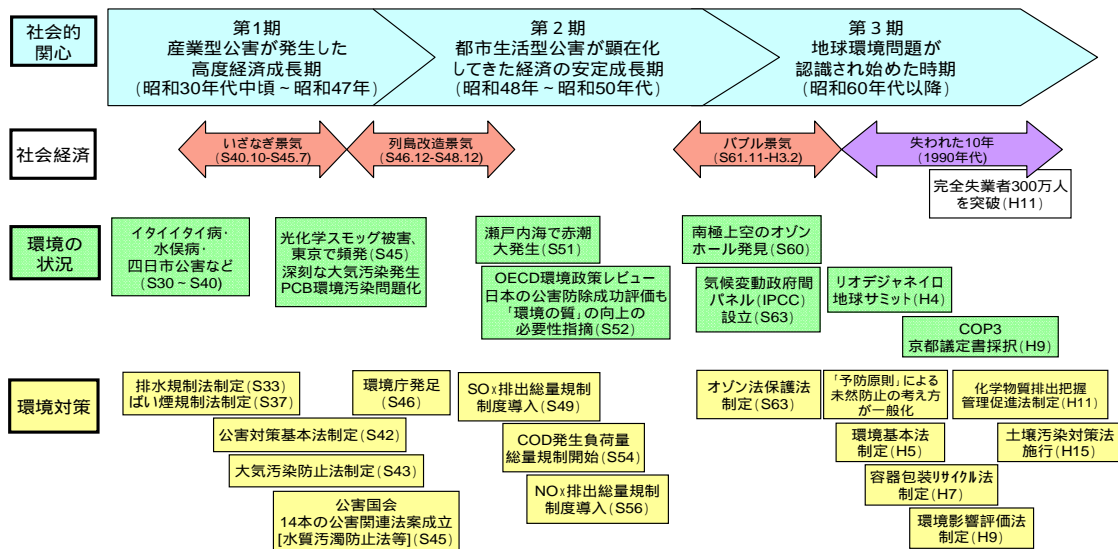 社会的
関心
第1期
産業型公害が発生した
高度経済成長期
(昭和30年代中頃~昭和47年)
第2期
都市生活型公害が顕在化
してきた経済の安定成長期
(昭和48年~昭和50年代)
第3期
地球環境問題が
認識され始めた時期
(昭和60年代以降)
社会経済
いざなぎ景気
(S40.10-S45.7)
列島改造景気
(S46.12-S48.12)
バブル景気
(S61.11-H3.2)
失われた10年
(1990年代)
完全失業者300万人
を突破(H11)
環境の
状況
イタイイタイ病・
水俣病・
四日市公害など
(S30~S40)
光化学スモッグ被害、
東京で頻発(S45)
深刻な大気汚染発生
PCB環境汚染問題化
瀬戸内海で赤潮
大発生(S51)
OECD環境政策レビュー
日本の公害防除成功評価も
「環境の質」の向上の
必要性指摘(S52)
南極上空のオゾン
ホール発見(S60)
気候変動政府間
パネル(IPCC)
設立(S63)
リオデジャネイロ
地球サミット(H4)
COP3
京都議定書採択(H9)
環境対策
排水規制法制定(S33)
ばい煙規制法制定(S37)
公害対策基本法制定(S42)
大気汚染防止法制定(S43)
公害国会
14本の公害関連法案成立
[水質汚濁防止法等](S45)
環境庁発足
(S46)
SOx排出総量規制
制度導入(S49)
COD発生負荷量
総量規制開始(S54)
NOx排出総量規制
制度導入(S56)
オゾン法保護法
制定(S63)
「予防原則」による
未然防止の考え方
が一般化
環境基本法
制定(H5)
容器包装リサイクル法
制定(H7)
環境影響評価法
制定(H9)
化学物質排出把握
管理促進法制定(H11)
土壌汚染対策法
施行(H15)